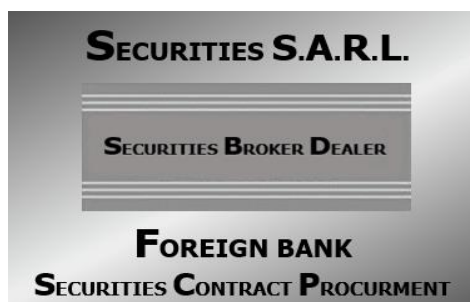 SECURITIES S.A.R.L.
SECURITIES BROKER DEALER
FOREIGN BANK
SECURITIES CONTRACT PROCURMENT